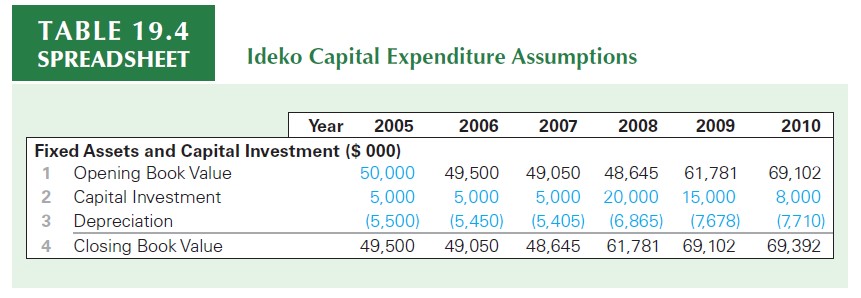 TABLE 19.4
SPREADSHEET
Ideko Capital Expenditure Assumptions
Year 2005 2006 2007 2008 2009 2010
Fixed Assets and Capital Investment ($ 000)
1 Opening Book Value 50,000 49,500 49,050 48,645 61,781 69,102
2 Capital Investment 5,000 5,000 5,000 20,000 15,000 8,000
3 Depreciation (5,500) (5,450) (5,405) (6,865) (7,678) (7,710)
4 Closing Book Value 49,500 49,050 48,645 61,781 69,102 69,392